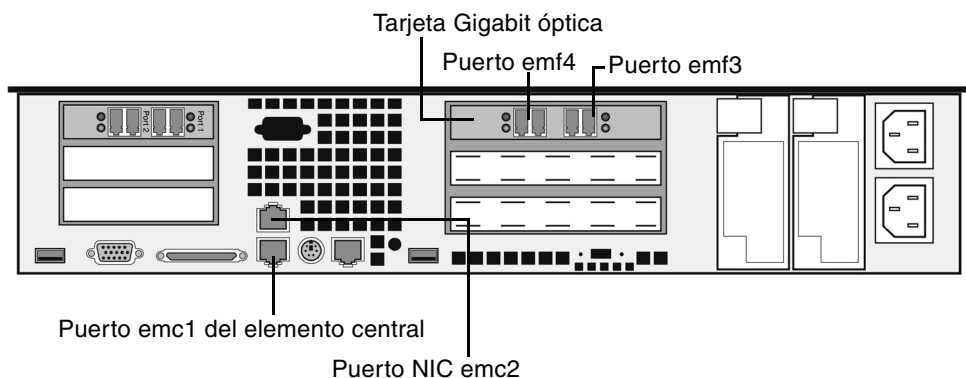 Tarjeta Gigabit óptica
Puerto emf4
Puerto emf3
Port 2
Port 1
Puerto emc1 del elemento central
Puerto NIC emc2